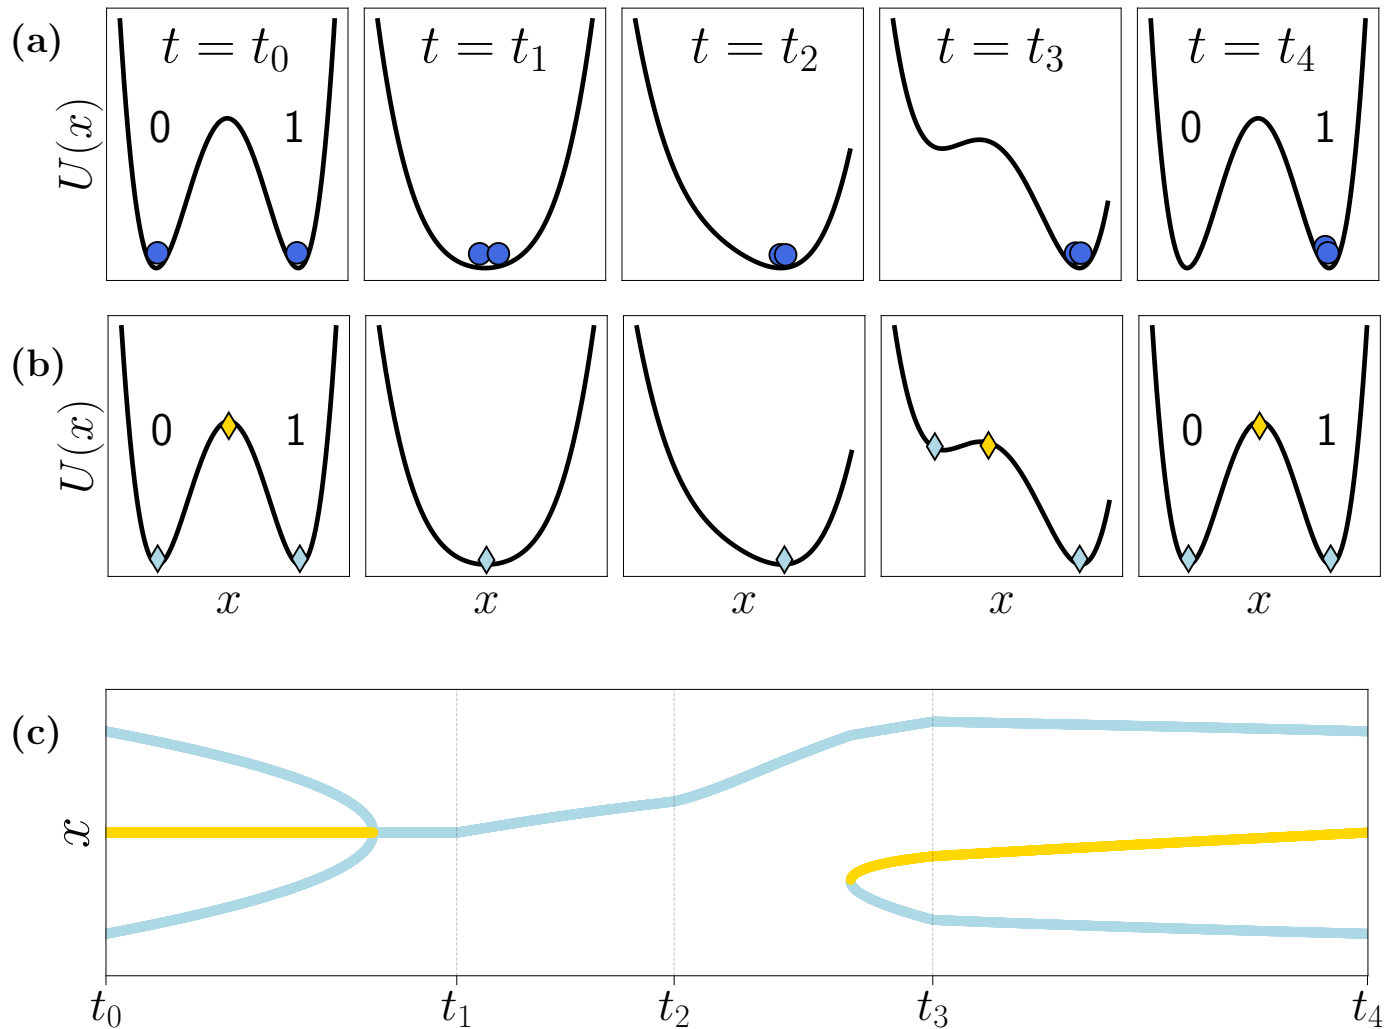 (a)
U(x)
t = t₀
0 1
t = t₁
t = t₂
t = t₃
t = t₄
0 1
(b)
U(x)
0 1
0 1
x x x x x
(c)
x
t₀ t₁ t₂ t₃ t₄